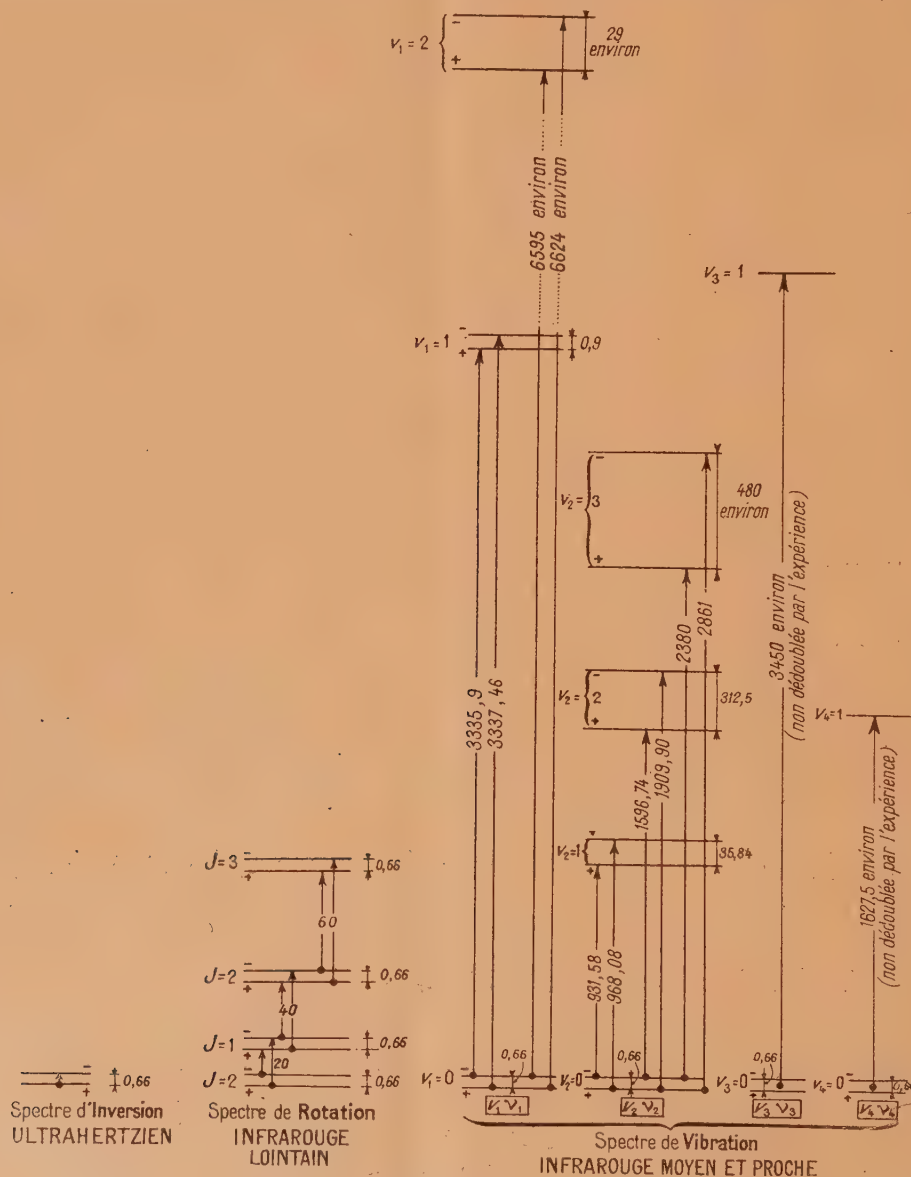 V₁ = 2
-
+
29
environ
6595 environ
6624 environ
V₁ = 1
-
+
0,9
3335,9
3337,46
V₁ = 0
-
+
0,66
V₁ ν₁
V₂ = 3
-
+
480
environ
2380
2861
V₂ = 2
-
+
312,5
1596,74
1909,90
V₂ = 1
+
35,84
931,58
968,08
V₂ = 0
-
+
0,66
V₂ ν₂
V₃ = 1
3450 environ
(non dédoublée par l'expérience)
V₃ = 0
-
+
0,66
V₃ ν₃
V₄ = 1
1627,5 environ
(non dédoublée par l'expérience)
V₄ = 0
-
+
V₄ ν₄
J = 3
-
+
0,66
60
J = 2
-
+
0,66
40
J = 1
-
+
0,66
20
J = 2
-
+
0,66
-
+
0,66
Spectre d'Inversion
ULTRAHERTZIEN
Spectre de Rotation
INFRAROUGE
LOINTAIN
Spectre de Vibration
INFRAROUGE MOYEN ET PROCHE